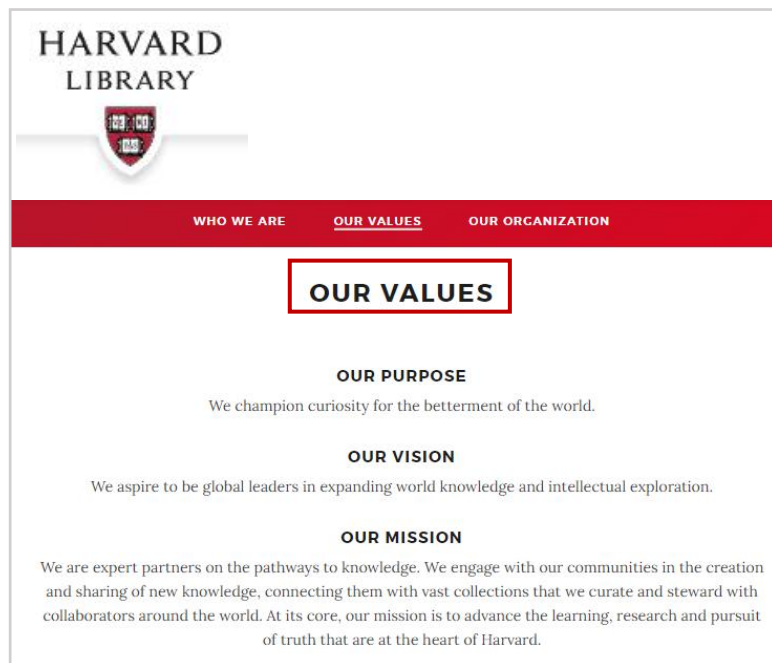 HARVARD
LIBRARY
WHO WE ARE OUR VALUES OUR ORGANIZATION
OUR VALUES
OUR PURPOSE
We champion curiosity for the betterment of the world.
OUR VISION
We aspire to be global leaders in expanding world knowledge and intellectual exploration.
OUR MISSION
We are expert partners on the pathways to knowledge. We engage with our communities in the creation
and sharing of new knowledge, connecting them with vast collections that we curate and steward with
collaborators around the world. At its core, our mission is to advance the learning, research and pursuit
of truth that are at the heart of Harvard.